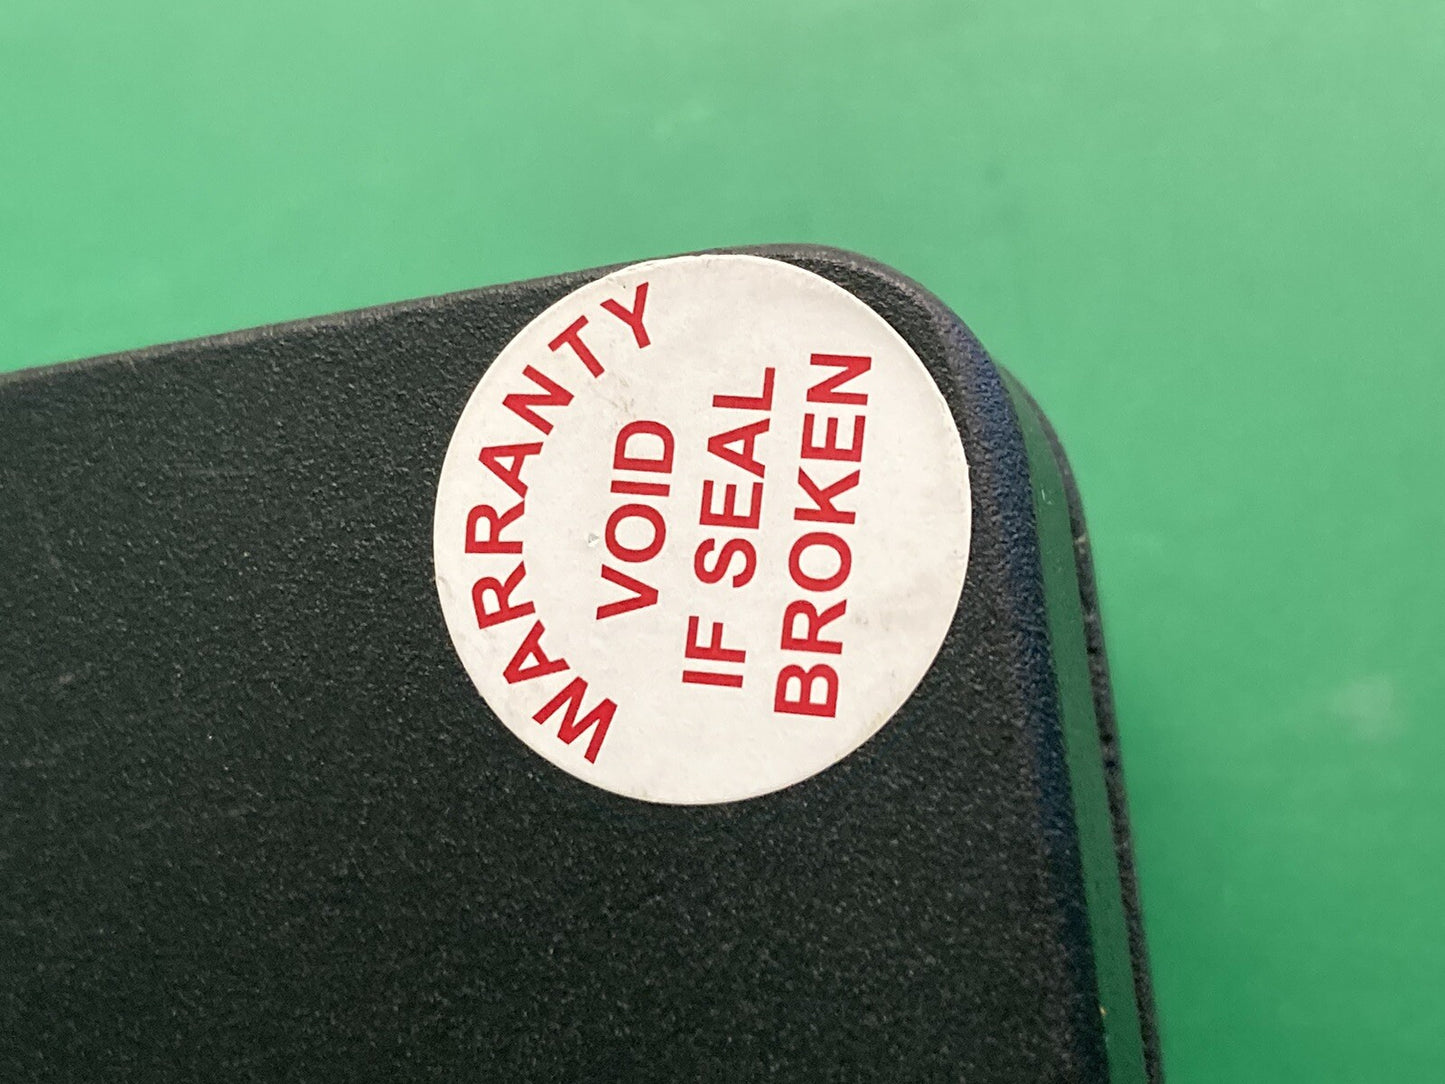 WARRANTY
VOID
IF SEAL
BROKEN